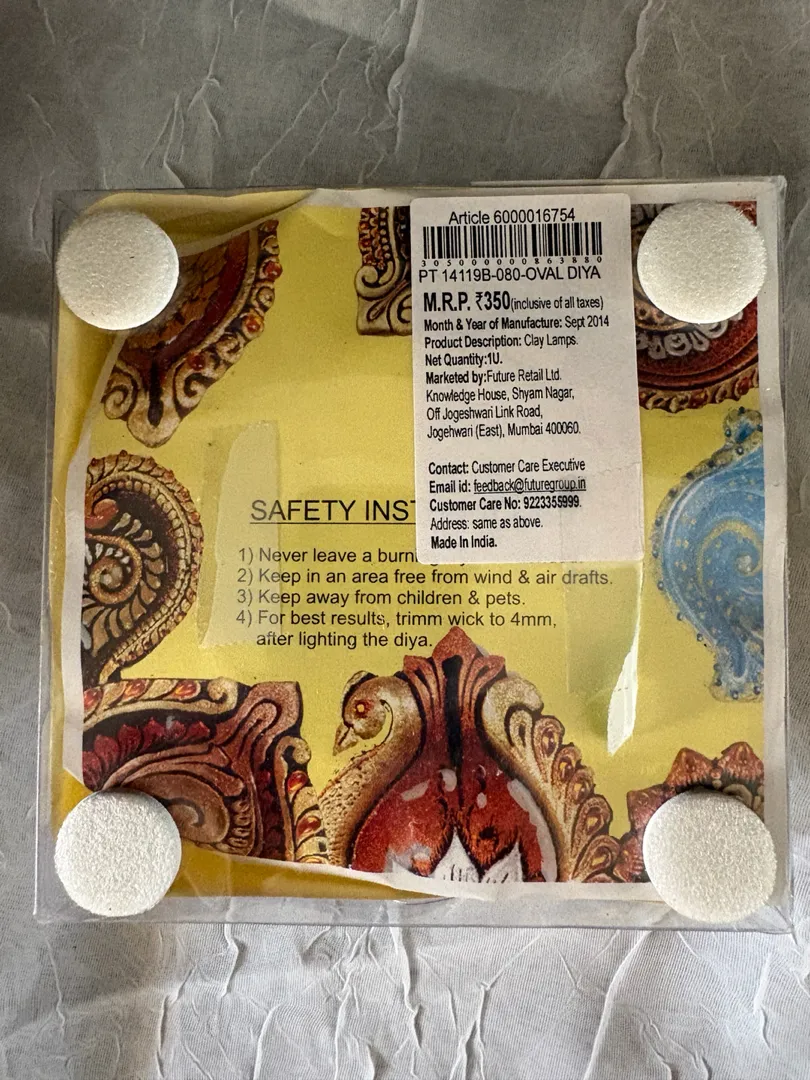 Article 6000016754
3050000000863880
PT 14119B-080-OVAL DIYA
M.R.P. ₹350(inclusive of all taxes)
Month & Year of Manufacture: Sept 2014
Product Description: Clay Lamps.
Net Quantity:1U.
Marketed by:Future Retail Ltd.
Knowledge House, Shyam Nagar,
Off Jogeshwari Link Road,
Jogehwari (East), Mumbai 400060.
Contact: Customer Care Executive
Email id: feedback@futuregroup.in
Customer Care No: 9223355999.
Address: same as above.
Made In India.
SAFETY INST
1) Never leave a burn
2) Keep in an area free from wind & air drafts.
3) Keep away from children & pets.
4) For best results, trimm wick to 4mm,
after lighting the diya.